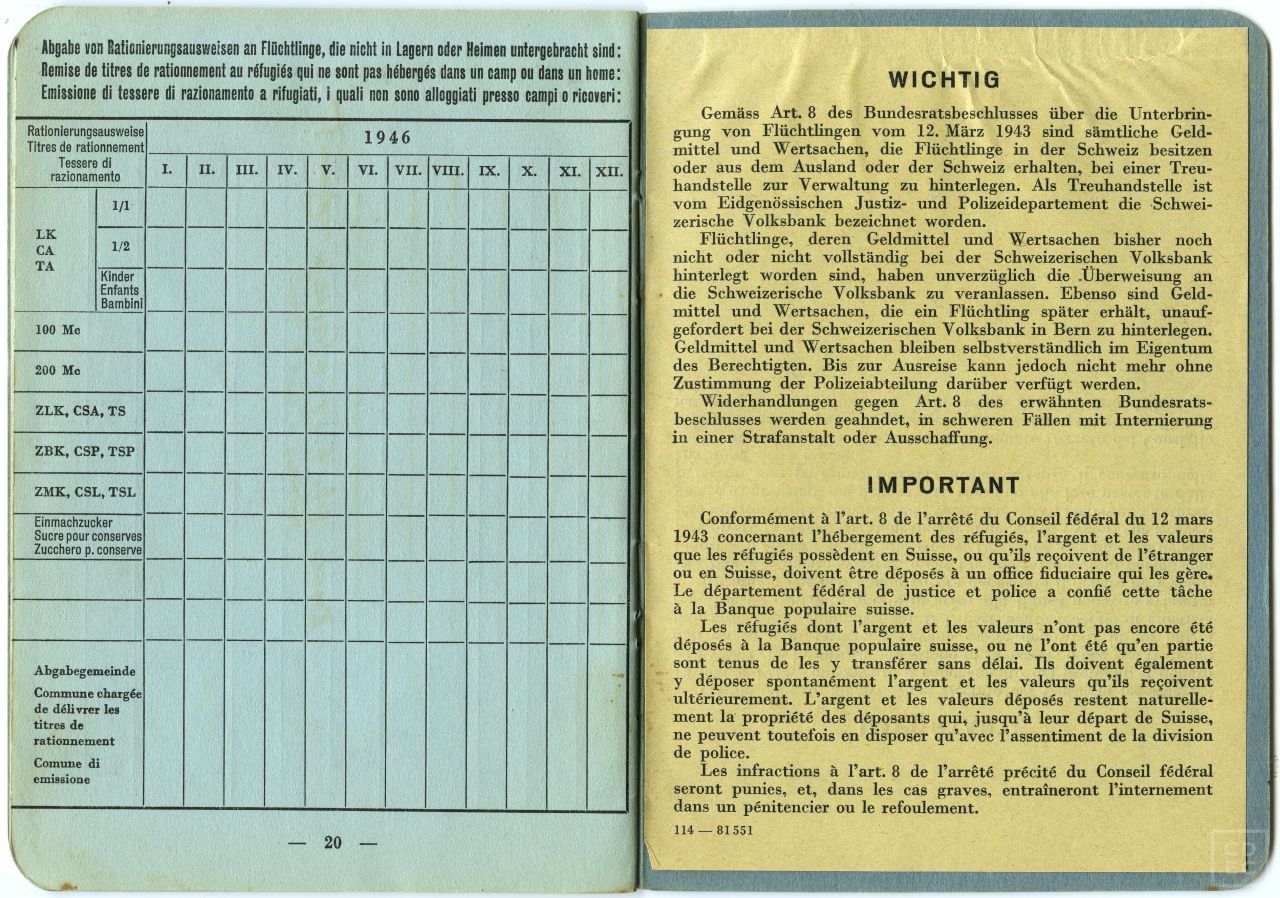 Abgabe von Rationierungsausweisen an Flüchtlinge, die nicht in Lagern oder Heimen untergebracht sind:
Remise de titres de rationnement au réfugiés qui ne sont pas hébergés dans un camp ou dans un home:
Emissione di tessere di razionamento a rifugiati, i quali non sono alloggiati presso campi o ricoveri:
Rationierungsausweise
Titres de rationnement
Tessere di
razionamento
1946
I. II. III. IV. V. VI. VII. VIII. IX. X. XI. XII.
LK
CA
TA
1/1
1/2
Kinder
Enfants
Bambini
100 Mc
200 Mc
ZLK, CSA, TS
ZBK, CSP, TSP
ZMK, CSL, TSL
Einmachzucker
Sucre pour conserves
Zucchero p. conserve
Abgabegemeinde
Commune chargée
de délivrer les
titres de
rationnement
Comune di
emissione
— 20 —
WICHTIG
Gemäss Art. 8 des Bundesratsbeschlusses über die Unterbrin-
gung von Flüchtlingen vom 12. März 1943 sind sämtliche Geld-
mittel und Wertsachen, die Flüchtlinge in der Schweiz besitzen
oder aus dem Ausland oder der Schweiz erhalten, bei einer Treu-
handstelle zur Verwaltung zu hinterlegen. Als Treuhandstelle ist
vom Eidgenössischen Justiz- und Polizeidepartement die Schwei-
zerische Volksbank bezeichnet worden.
Flüchtlinge, deren Geldmittel und Wertsachen bisher noch
nicht oder nicht vollständig bei der Schweizerischen Volksbank
hinterlegt worden sind, haben unverzüglich die Überweisung an
die Schweizerische Volksbank zu veranlassen. Ebenso sind Geld-
mittel und Wertsachen, die ein Flüchtling später erhält, unauf-
gefordert bei der Schweizerischen Volksbank in Bern zu hinterlegen.
Geldmittel und Wertsachen bleiben selbstverständlich im Eigentum
des Berechtigten. Bis zur Ausreise kann jedoch nicht mehr ohne
Zustimmung der Polizeiabteilung darüber verfügt werden.
Widerhandlungen gegen Art. 8 des erwähnten Bundesrats-
beschlusses werden geahndet, in schweren Fällen mit Internierung
in einer Strafanstalt oder Ausschaffung.
IMPORTANT
Conformément à l'art. 8 de l'arrêté du Conseil fédéral du 12 mars
1943 concernant l'hébergement des réfugiés, l'argent et les valeurs
que les réfugiés possèdent en Suisse, ou qu'ils reçoivent de l'étranger
ou en Suisse, doivent être déposés à un office fiduciaire qui les gère.
Le département fédéral de justice et police a confié cette tâche
à la Banque populaire suisse.
Les réfugiés dont l'argent et les valeurs n'ont pas encore été
déposés à la Banque populaire suisse, ou ne l'ont été qu'en partie
sont tenus de les y transférer sans délai. Ils doivent également
y déposer spontanément l'argent et les valeurs qu'ils reçoivent
ultérieurement. L'argent et les valeurs déposés restent naturelle-
ment la propriété des déposants qui, jusqu'à leur départ de Suisse,
ne peuvent toutefois en disposer qu'avec l'assentiment de la division
de police.
Les infractions à l'art. 8 de l'arrêté précité du Conseil fédéral
seront punies, et, dans les cas graves, entraîneront l'internement
dans un pénitencier ou le refoulement.
114 — 81551